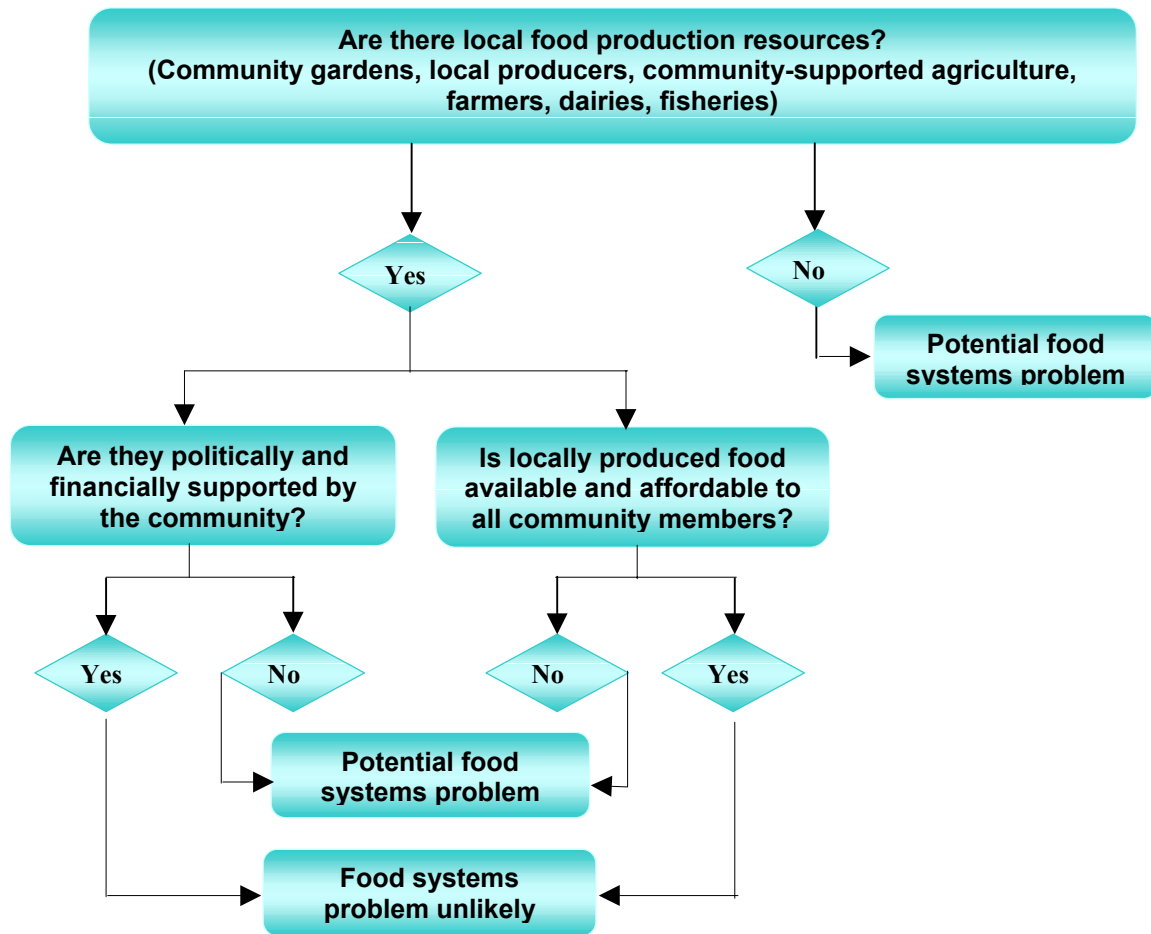 Are there local food production resources?
(Community gardens, local producers, community-supported agriculture,
farmers, dairies, fisheries)
Yes
No
Potential food
systems problem
Are they politically and
financially supported by
the community?
Is locally produced food
available and affordable to
all community members?
Yes
No
No
Yes
Potential food
systems problem
Food systems
problem unlikely